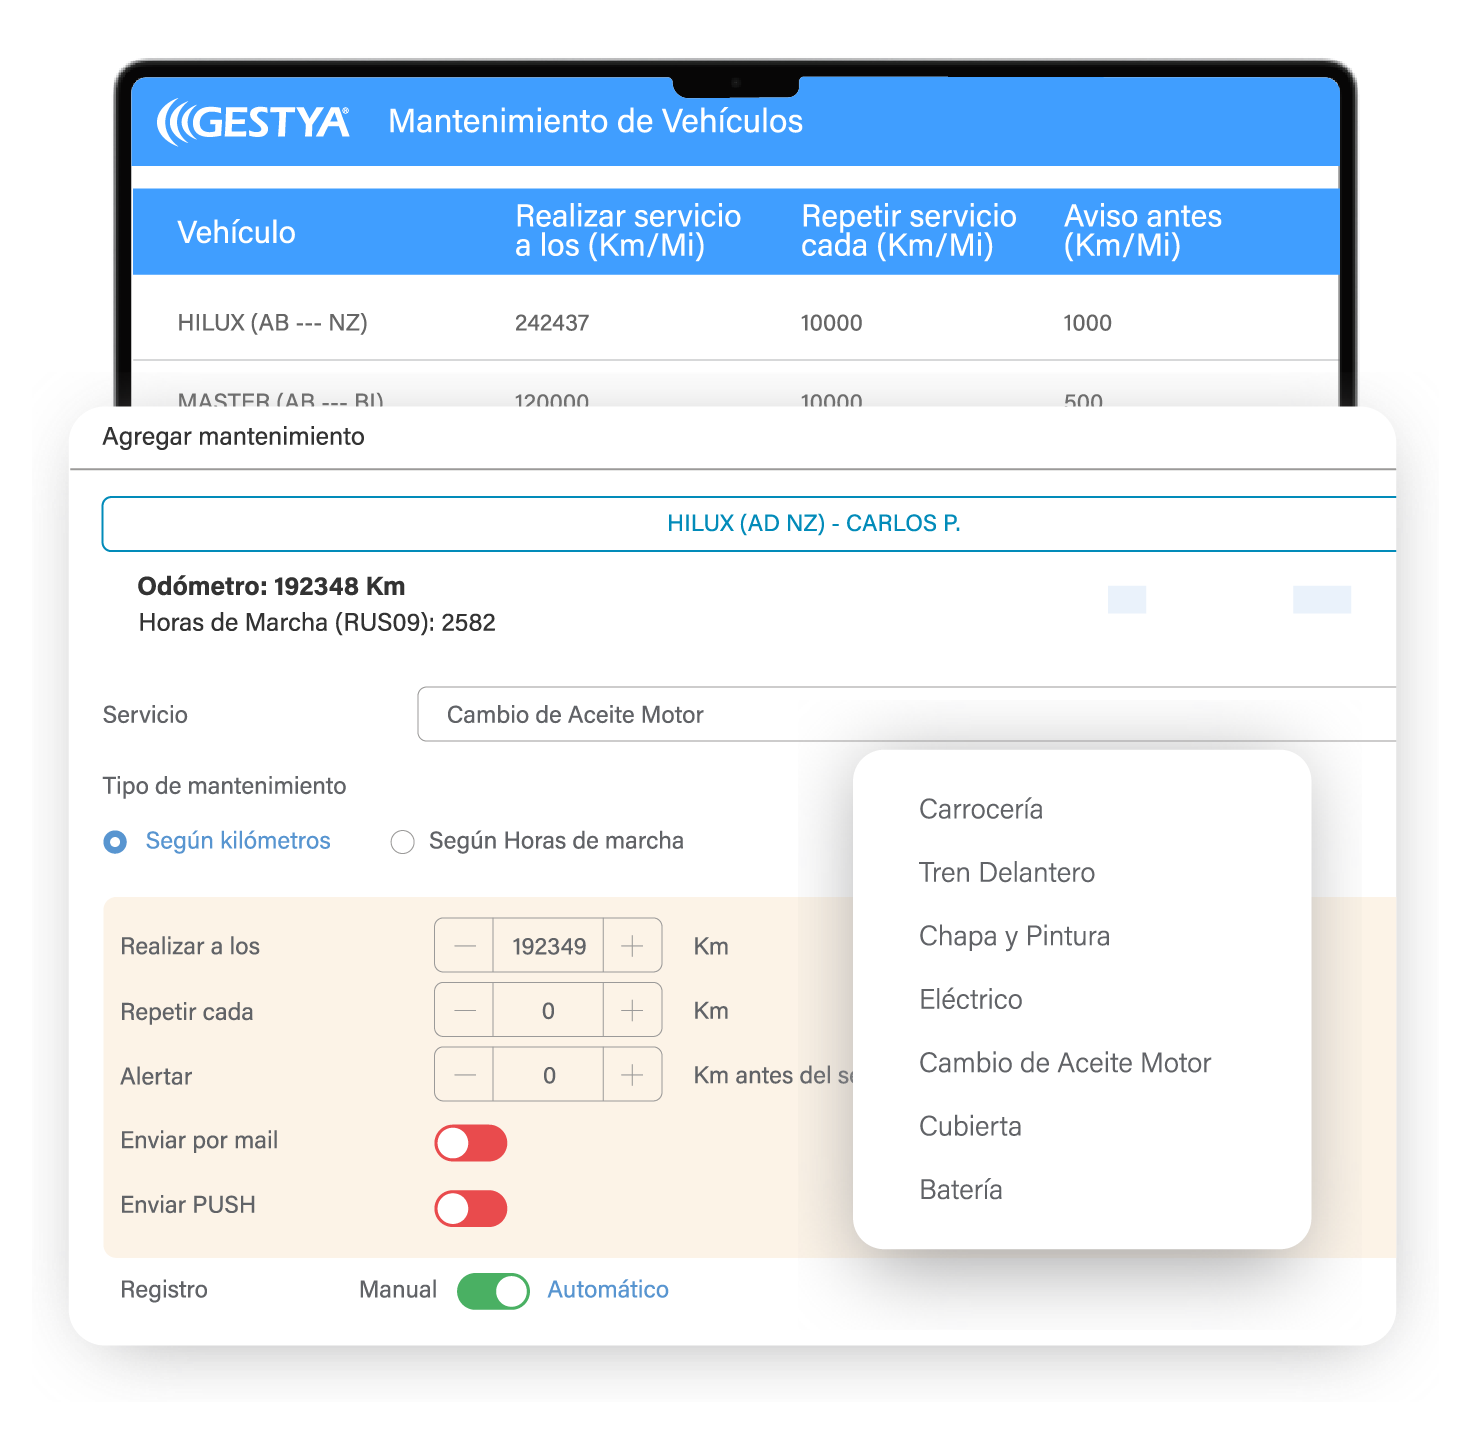 GESTYA®
Mantenimiento de Vehículos
Vehículo
Realizar servicio
a los (Km/Mi)
Repetir servicio
cada (Km/Mi)
Aviso antes
(Km/Mi)
HILUX (AB --- NZ) 242437 10000 1000
MASTER (AB --- BI) 120000 10000 500
Agregar mantenimiento
HILUX (AD NZ) - CARLOS P.
Odómetro: 192348 Km
Horas de Marcha (RUS09): 2582
Servicio Cambio de Aceite Motor
Tipo de mantenimiento
Según kilómetros Según Horas de marcha
Realizar a los 192349 Km
Repetir cada 0 Km
Alertar 0 Km antes del
Enviar por mail
Enviar PUSH
Registro Manual Automático
Carrocería
Tren Delantero
Chapa y Pintura
Eléctrico
Cambio de Aceite Motor
Cubierta
Batería